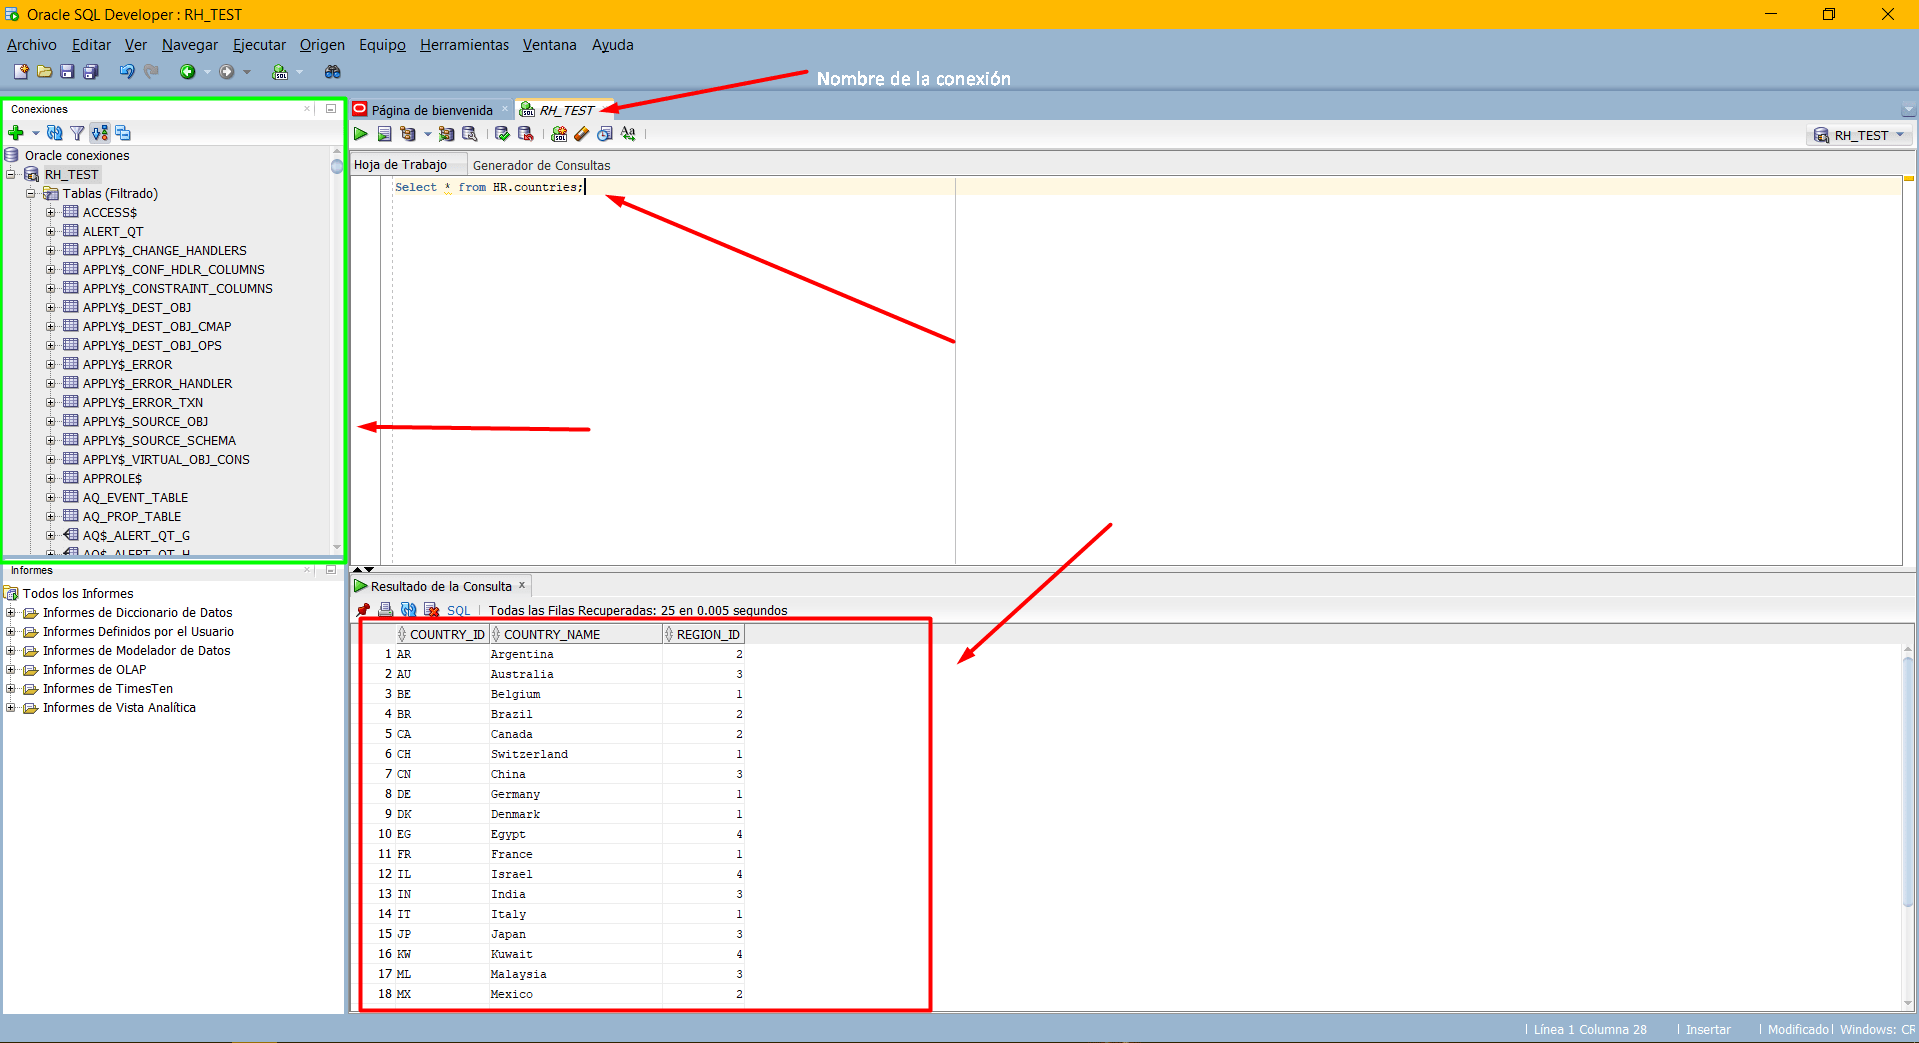 Oracle SQL Developer : RH_TEST
Archivo Editar Ver Navegar Ejecutar Origen Equipo Herramientas Ventana Ayuda
Nombre de la conexión
Conexiones
Página de bienvenida
RH_TEST
RH_TEST
Oracle conexiones
RH_TEST
Tablas (Filtrado)
ACCESS$
ALERT_QT
APPLY$_CHANGE_HANDLERS
APPLY$_CONF_HDLR_COLUMNS
APPLY$_CONSTRAINT_COLUMNS
APPLY$_DEST_OBJ
APPLY$_DEST_OBJ_CMAP
APPLY$_DEST_OBJ_OPS
APPLY$_ERROR
APPLY$_ERROR_HANDLER
APPLY$_ERROR_TXN
APPLY$_SOURCE_OBJ
APPLY$_SOURCE_SCHEMA
APPLY$_VIRTUAL_OBJ_CONS
APPROLE$
AQ_EVENT_TABLE
AQ_PROP_TABLE
AQ$_ALERT_QT_G
AQ$_ALERT_QT_H
Hoja de Trabajo Generador de Consultas
Select * from HR.countries;
Informes
Todos los Informes
Informes de Diccionario de Datos
Informes Definidos por el Usuario
Informes de Modelador de Datos
Informes de OLAP
Informes de TimesTen
Informes de Vista Analítica
Resultado de la Consulta
SQL | Todas las Filas Recuperadas: 25 en 0.005 segundos
COUNTRY_ID COUNTRY_NAME REGION_ID
1 AR Argentina 2
2 AU Australia 3
3 BE Belgium 1
4 BR Brazil 2
5 CA Canada 2
6 CH Switzerland 1
7 CN China 3
8 DE Germany 1
9 DK Denmark 1
10 EG Egypt 4
11 FR France 1
12 IL Israel 4
13 IN India 3
14 IT Italy 1
15 JP Japan 3
16 KW Kuwait 4
17 ML Malaysia 3
18 MX Mexico 2
| Línea 1 Columna 28 | Insertar | Modificado | Windows: CR